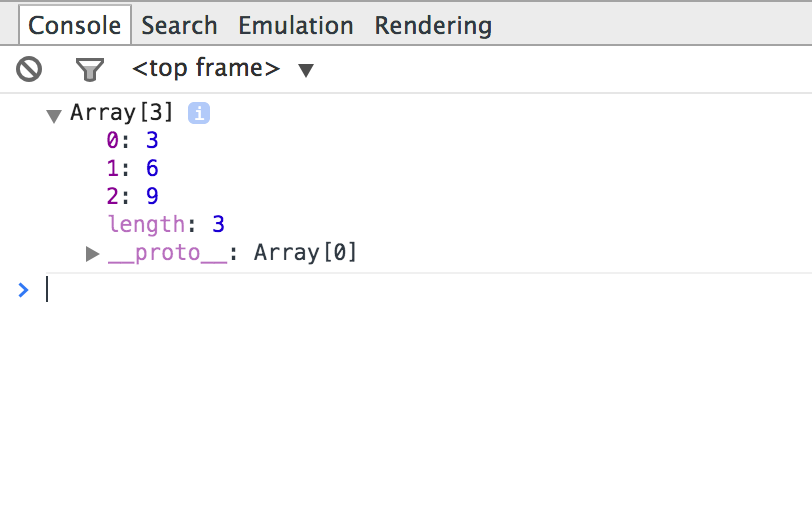 Console Search Emulation Rendering
<top frame> ▼
▼ Array[3] i
0: 3
1: 6
2: 9
length: 3
▶ __proto__: Array[0]
>